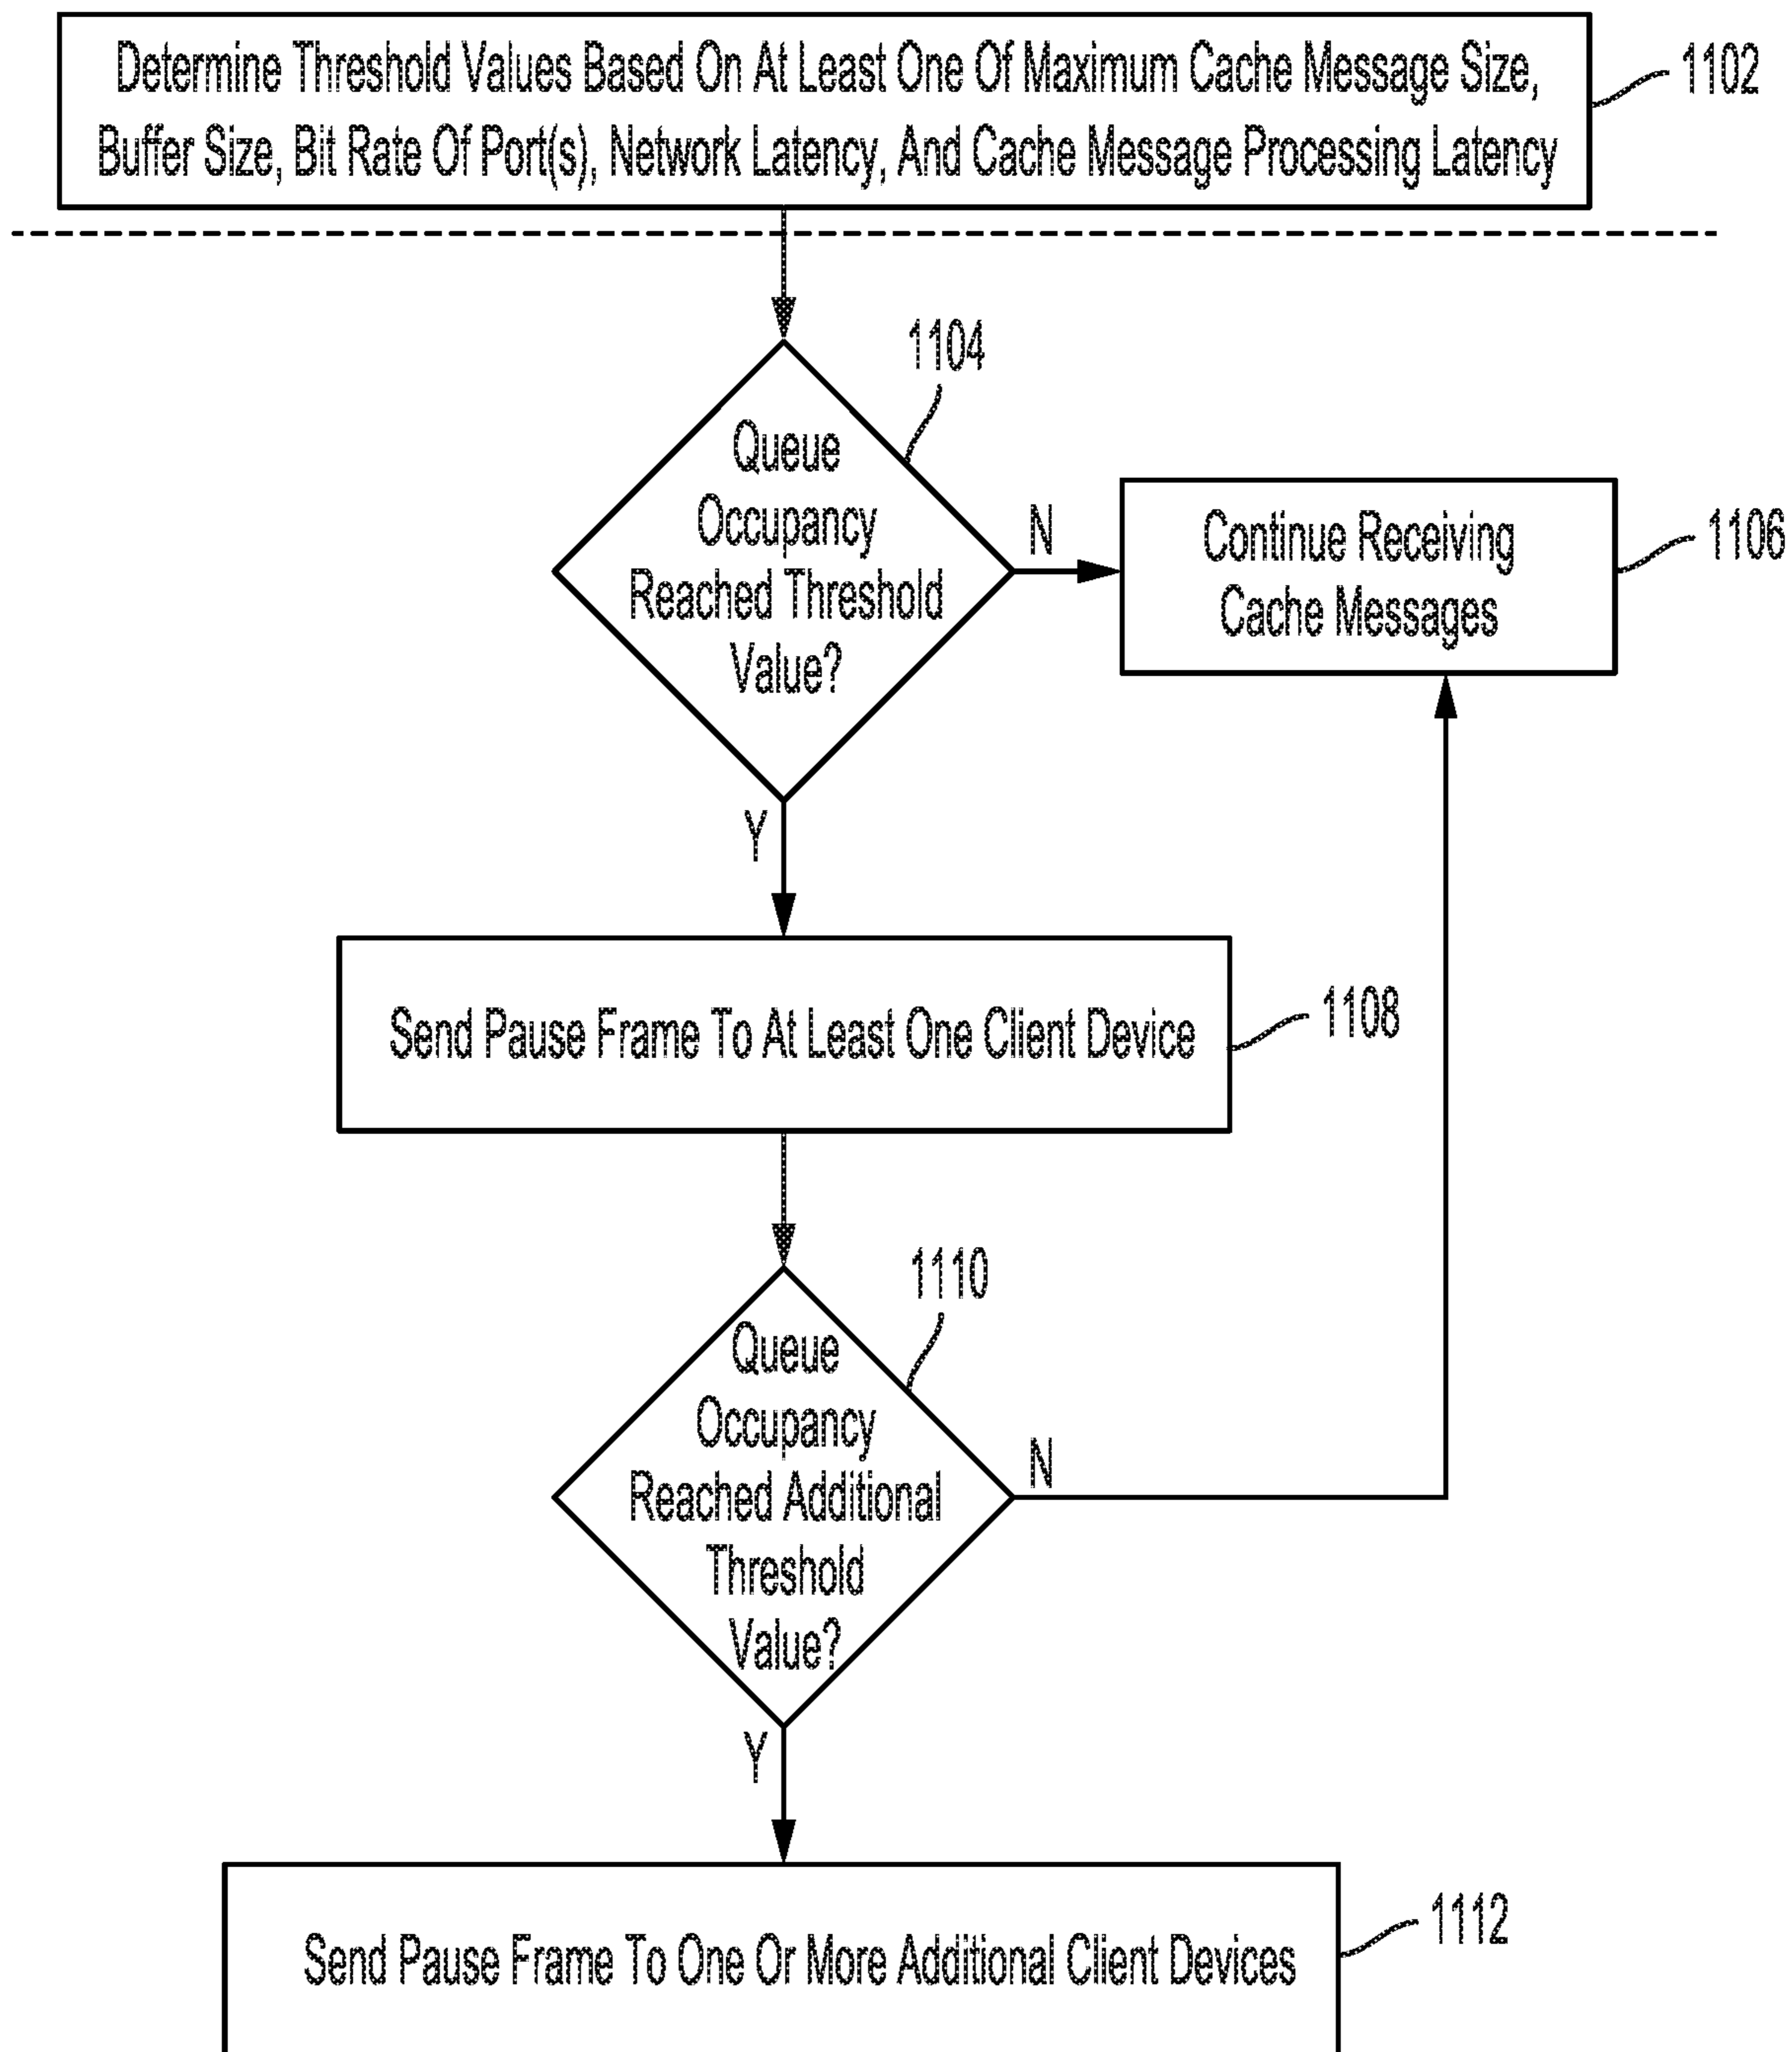 Determine Threshold Values Based On At Least One Of Maximum Cache Message Size,
Buffer Size, Bit Rate Of Port(s), Network Latency, And Cache Message Processing Latency
1102
1104
Queue
Occupancy
Reached Threshold
Value?
N
Continue Receiving
Cache Messages
1106
Y
Send Pause Frame To At Least One Client Device
1108
1110
Queue
Occupancy
Reached Additional
Threshold
Value?
N
Y
Send Pause Frame To One Or More Additional Client Devices
1112